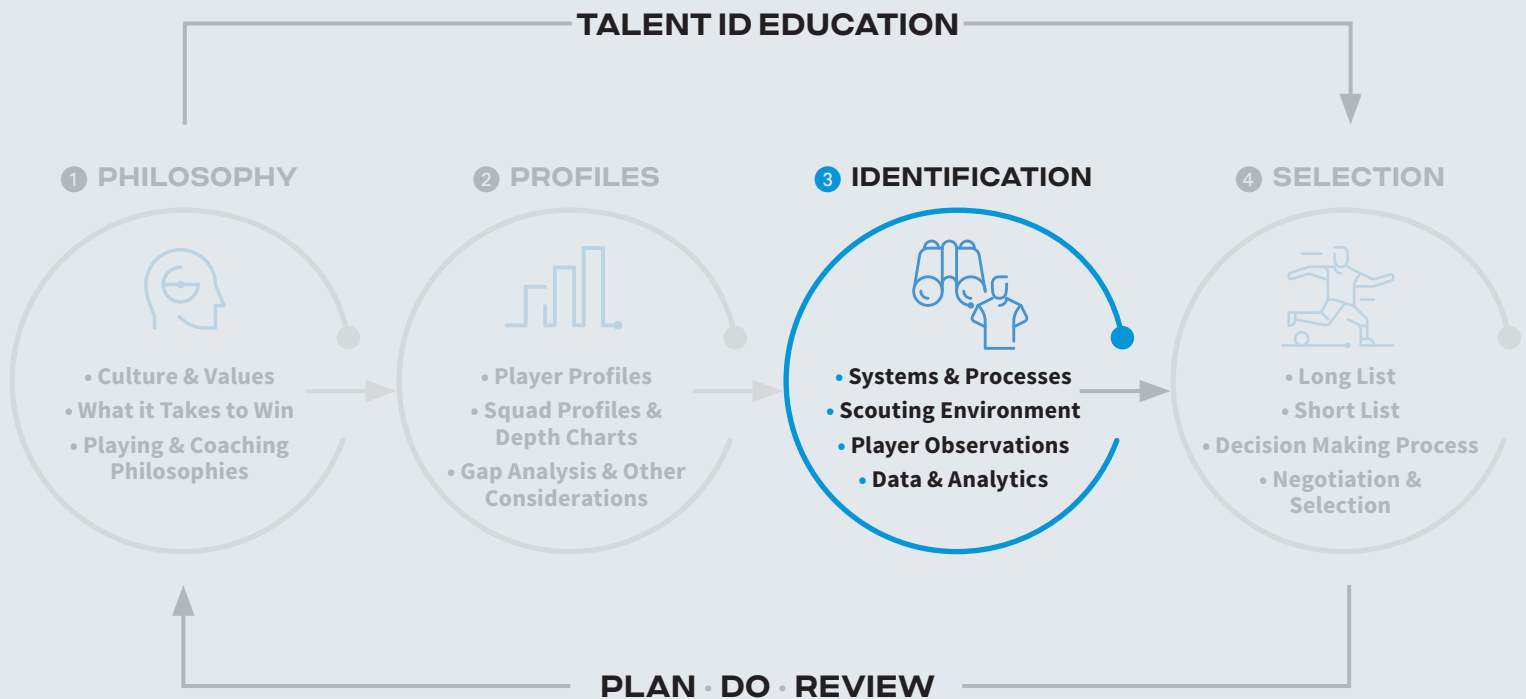 TALENT ID EDUCATION
1 PHILOSOPHY
• Culture & Values
• What it Takes to Win
• Playing & Coaching
Philosophies
2 PROFILES
• Player Profiles
• Squad Profiles &
Depth Charts
• Gap Analysis & Other
Considerations
3 IDENTIFICATION
• Systems & Processes
• Scouting Environment
• Player Observations
• Data & Analytics
4 SELECTION
• Long List
• Short List
• Decision Making Process
• Negotiation &
Selection
PLAN • DO • REVIEW